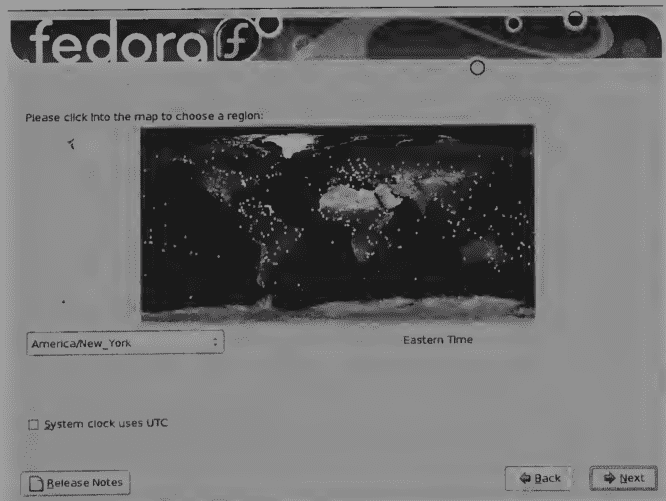 fedora f
Please click into the map to choose a region:
America/New_York
Eastern Time
System clock uses UTC
Release Notes
Back
Next